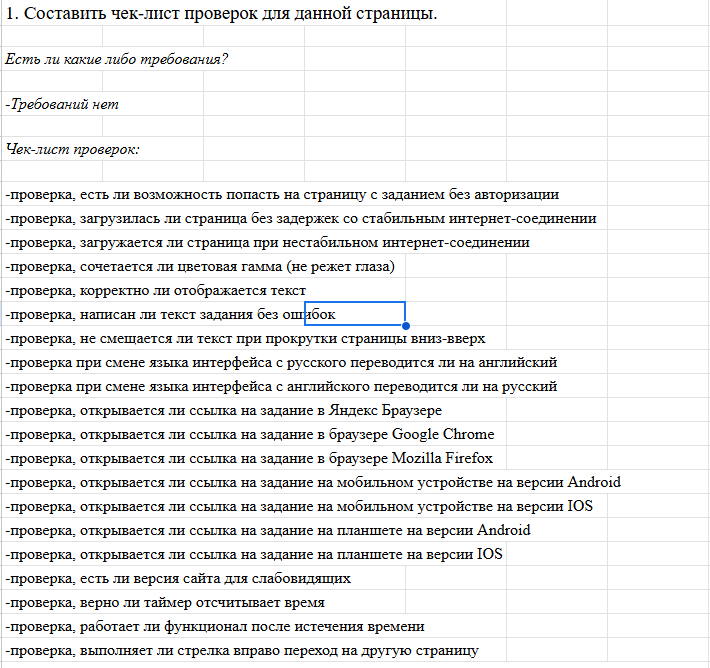 1. Составить чек-лист проверок для данной страницы.
Есть ли какие либо требования?
-Требований нет
Чек-лист проверок:
-проверка, есть ли возможность попасть на страницу с заданием без авторизации
-проверка, загрузилась ли страница без задержек со стабильным интернет-соединении
-проверка, загружается ли страница при нестабильном интернет-соединении
-проверка, сочетается ли цветовая гамма (не режет глаза)
-проверка, корректно ли отображается текст
-проверка, написан ли текст задания без ошибок
-проверка, не смещается ли текст при прокрутки страницы вниз-вверх
-проверка при смене языка интерфейса с русского переводится ли на английский
-проверка при смене языка интерфейса с английского переводится ли на русский
-проверка, открывается ли ссылка на задание в Яндекс Браузере
-проверка, открывается ли ссылка на задание в браузере Google Chrome
-проверка, открывается ли ссылка на задание в браузере Mozilla Firefox
-проверка, открывается ли ссылка на задание на мобильном устройстве на версии Android
-проверка, открывается ли ссылка на задание на мобильном устройстве на версии IOS
-проверка, открывается ли ссылка на задание на планшете на версии Android
-проверка, открывается ли ссылка на задание на планшете на версии IOS
-проверка, есть ли версия сайта для слабовидящих
-проверка, верно ли таймер отсчитывает время
-проверка, работает ли функционал после истечения времени
-проверка, выполняет ли стрелка вправо переход на другую страницу